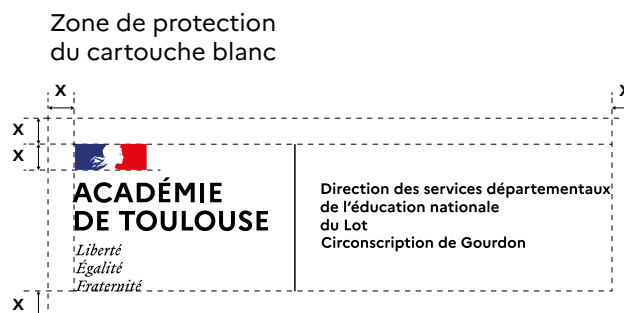 Zone de protection
du cartouche blanc
X
X
X
X
ACADÉMIE
DE TOULOUSE
Liberté
Égalité
Fraternité
Direction des services départementaux
de l'éducation nationale
du Lot
Circonscription de Gourdon
X